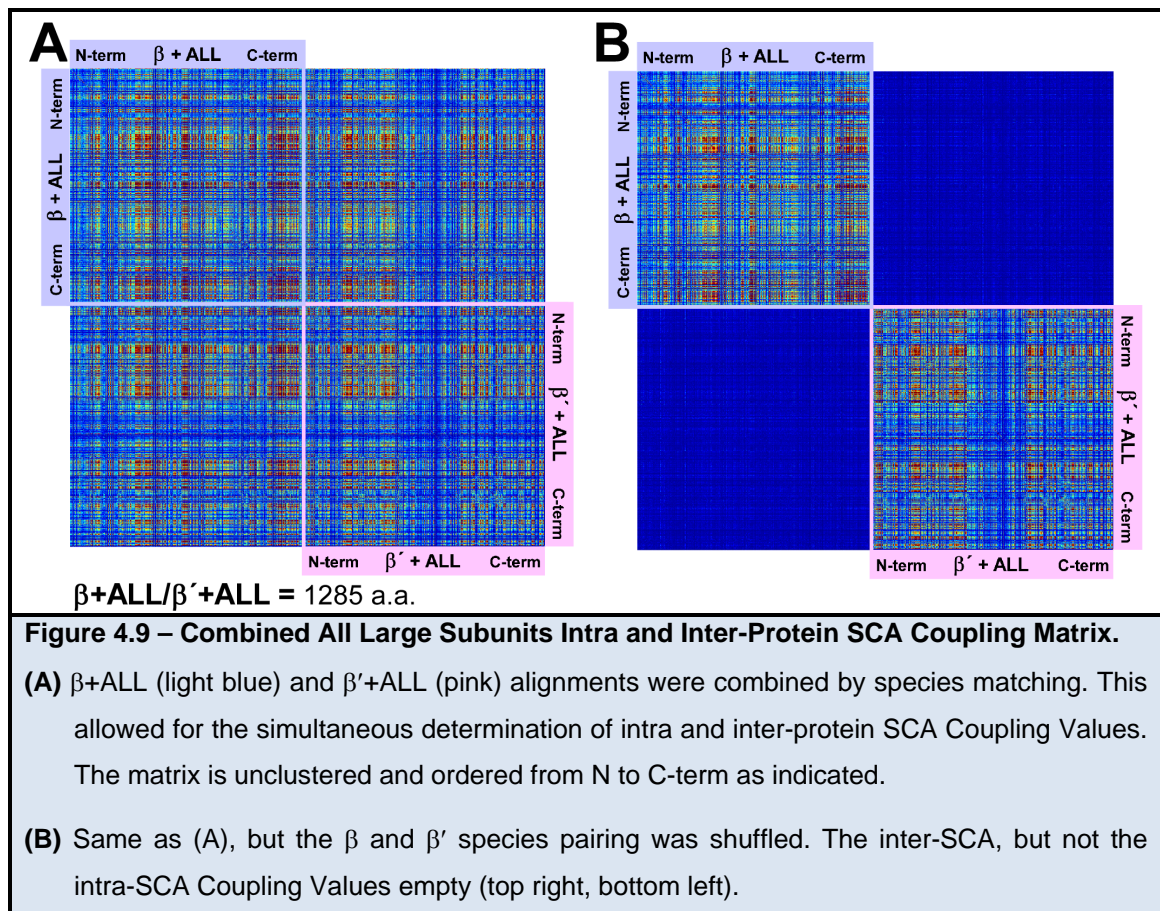 A
B
N-term β + ALL C-term
N-term β + ALL C-term
N-term
β + ALL
C-term
N-term
β + ALL
C-term
N-term
β´ + ALL
C-term
N-term
β´ + ALL
C-term
N-term β´ + ALL C-term
N-term β´ + ALL C-term
β+ALL/β´+ALL = 1285 a.a.
Figure 4.9 – Combined All Large Subunits Intra and Inter-Protein SCA Coupling Matrix.
(A) β+ALL (light blue) and β′+ALL (pink) alignments were combined by species matching. This
allowed for the simultaneous determination of intra and inter-protein SCA Coupling Values.
The matrix is unclustered and ordered from N to C-term as indicated.
(B) Same as (A), but the β and β′ species pairing was shuffled. The inter-SCA, but not the
intra-SCA Coupling Values empty (top right, bottom left).